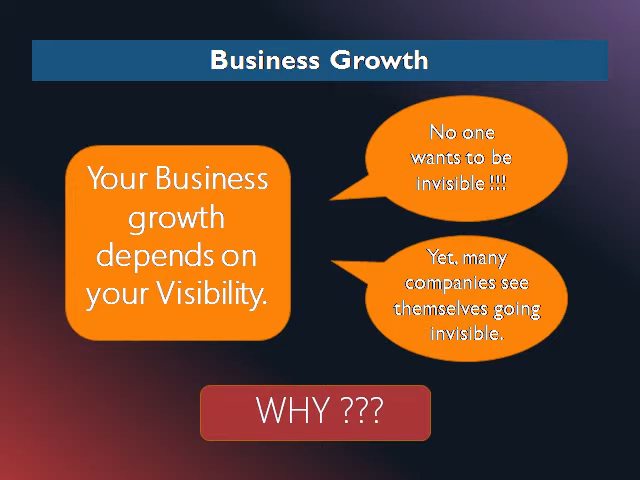 Business Growth
Your Business
growth
depends on
your Visibility.
No one
wants to be
invisible !!!
Yet, many
companies see
themselves going
invisible.
WHY ???